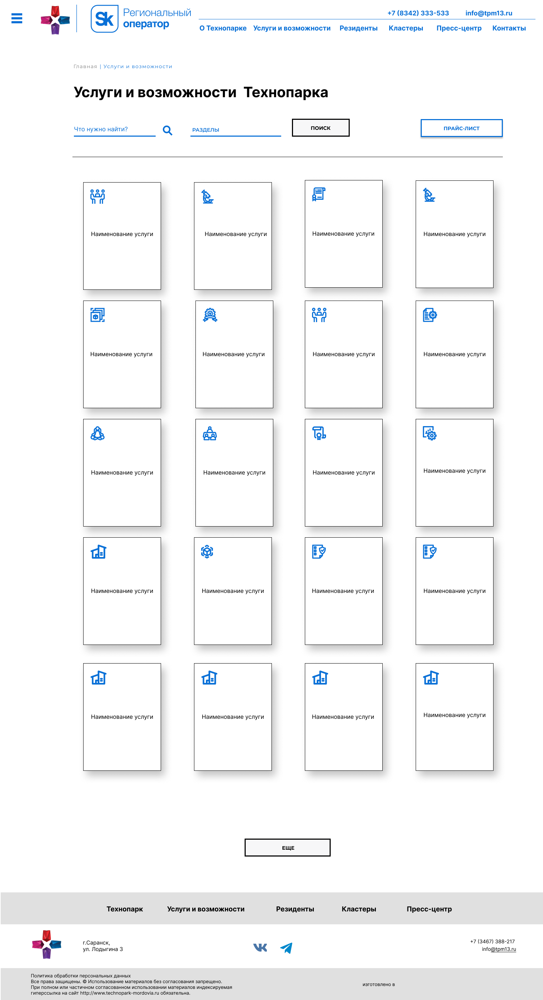 Sk Региональный оператор
+7 (8342) 333-533 info@tpm13.ru
О Технопарке Услуги и возможности Резиденты Кластеры Пресс-центр Контакты
Главная | Услуги и возможности
Услуги и возможности Технопарка
Что нужно найти? РАЗДЕЛЫ ПОИСК ПРАЙС-ЛИСТ
Наименование услуги Наименование услуги Наименование услуги Наименование услуги
Наименование услуги Наименование услуги Наименование услуги Наименование услуги
Наименование услуги Наименование услуги Наименование услуги Наименование услуги
Наименование услуги Наименование услуги Наименование услуги Наименование услуги
Наименование услуги Наименование услуги Наименование услуги Наименование услуги
ЕЩЕ
Технопарк Услуги и возможности Резиденты Кластеры Пресс-центр
г.Саранск,
ул. Лодыгина 3
+7 (3467) 388-217
info@tpm13.ru
Политика обработки персональных данных
Все права защищены. © Использование материалов без согласования запрещено.
При полном или частичном согласованном использовании материалов индексируемая
гиперссылка на сайт http://www.technopark-mordovia.ru обязательна.
изготовлено в